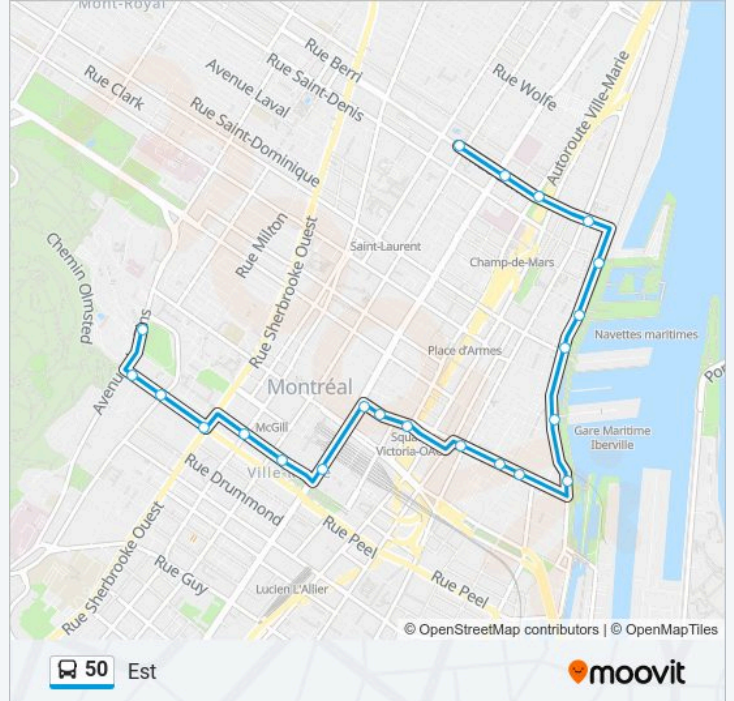 Mont-Royal
Rue Berri
Rue Saint-Denis
Rue Wolfe
Avenue Laval
Rue Clark
Rue Saint-Dominique
Autoroute Ville-Marie
Rue Milton
Saint-Laurent
Champ-de-Mars
Chemin Olmsted
Rue Sherbrooke Ouest
Navettes maritimes
Place d'Armes
Montréal
McGill
Gare Maritime
Iberville
Victoria-OA
Rue Drummond
Rue Peel
Rue Sherbrooke Ouest
Rue Guy
Lucien L'Allier
Rue Peel
© OpenStreetMap contributors | © OpenMapTiles
50 Est
moovit